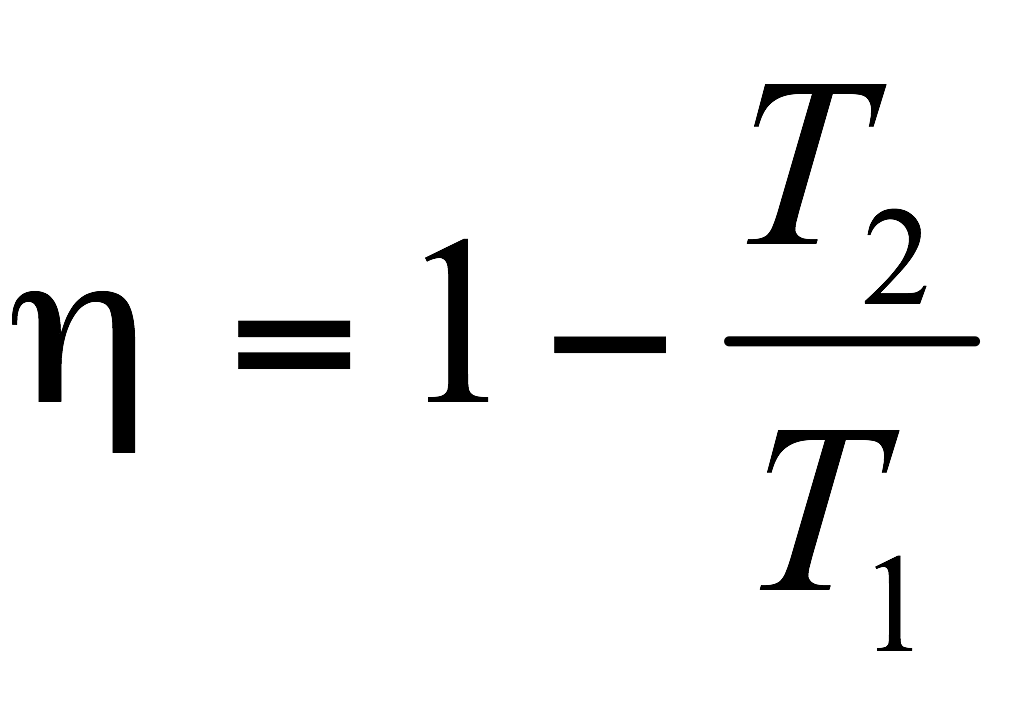 η = 1 − T₂/T₁